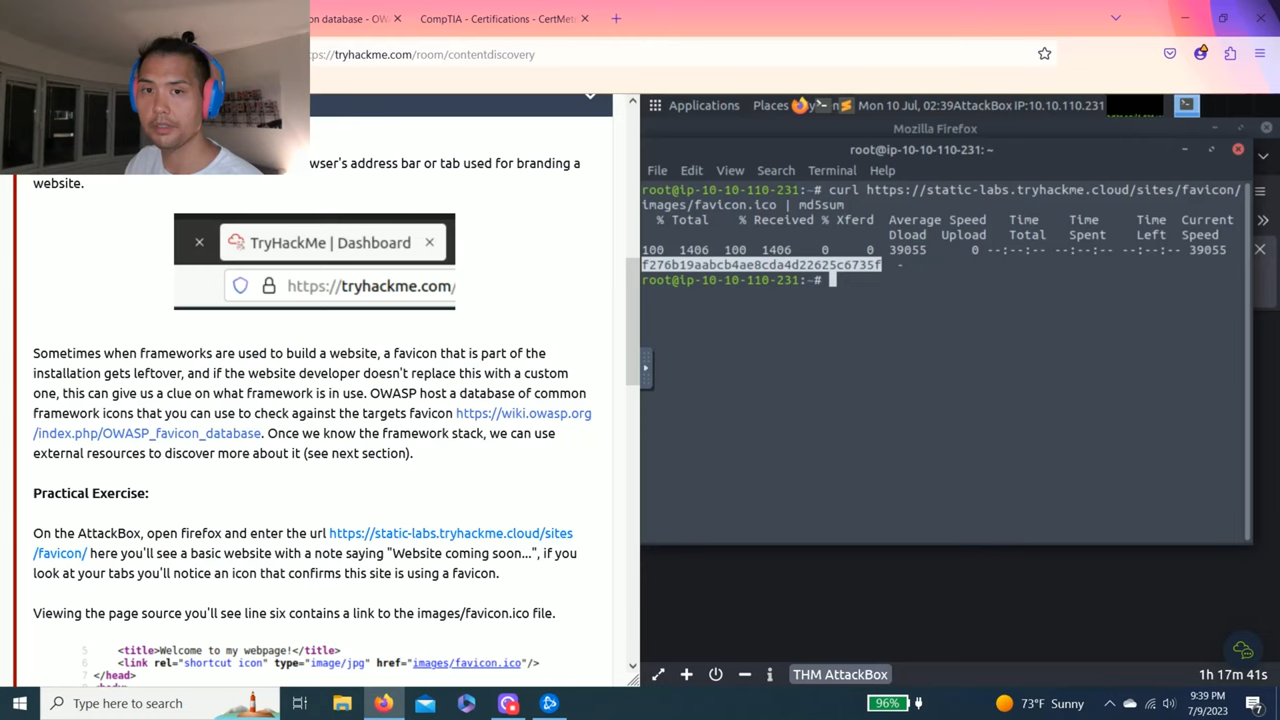 on database - OW
CompTIA - Certifications - CertMet
ps://tryhackme.com/room/contentdiscovery
Applications
Places
Mon 10 Jul, 02:39
AttackBox IP:10.10.110.231
Mozilla Firefox
root@ip-10-10-110-231: ~
File Edit View Search Terminal Help
root@ip-10-10-110-231:~# curl https://static-labs.tryhackme.cloud/sites/favicon/
images/favicon.ico | md5sum
% Total % Received % Xferd Average Speed Time Time Time Current
Dload Upload Total Spent Left Speed
100 1406 100 1406 0 0 39055 0 --:--:-- --:--:-- --:--:-- 39055
f276b19aabcb4ae8cda4d22625c6735f -
root@ip-10-10-110-231:~#
wser's address bar or tab used for branding a
website.
TryHackMe | Dashboard
https://tryhackme.com/
Sometimes when frameworks are used to build a website, a favicon that is part of the
installation gets leftover, and if the website developer doesn't replace this with a custom
one, this can give us a clue on what framework is in use. OWASP host a database of common
framework icons that you can use to check against the targets favicon https://wiki.owasp.org
/index.php/OWASP_favicon_database. Once we know the framework stack, we can use
external resources to discover more about it (see next section).
Practical Exercise:
On the AttackBox, open firefox and enter the url https://static-labs.tryhackme.cloud/sites
/favicon/ here you'll see a basic website with a note saying "Website coming soon...", if you
look at your tabs you'll notice an icon that confirms this site is using a favicon.
Viewing the page source you'll see line six contains a link to the images/favicon.ico file.
5 <title>Welcome to my webpage!</title>
6 <link rel="shortcut icon" type="image/jpg" href="images/favicon.ico"/>
7 </head>
THM AttackBox
1h 17m 41s
Type here to search
96%
73°F Sunny
9:39 PM
7/9/2023
7